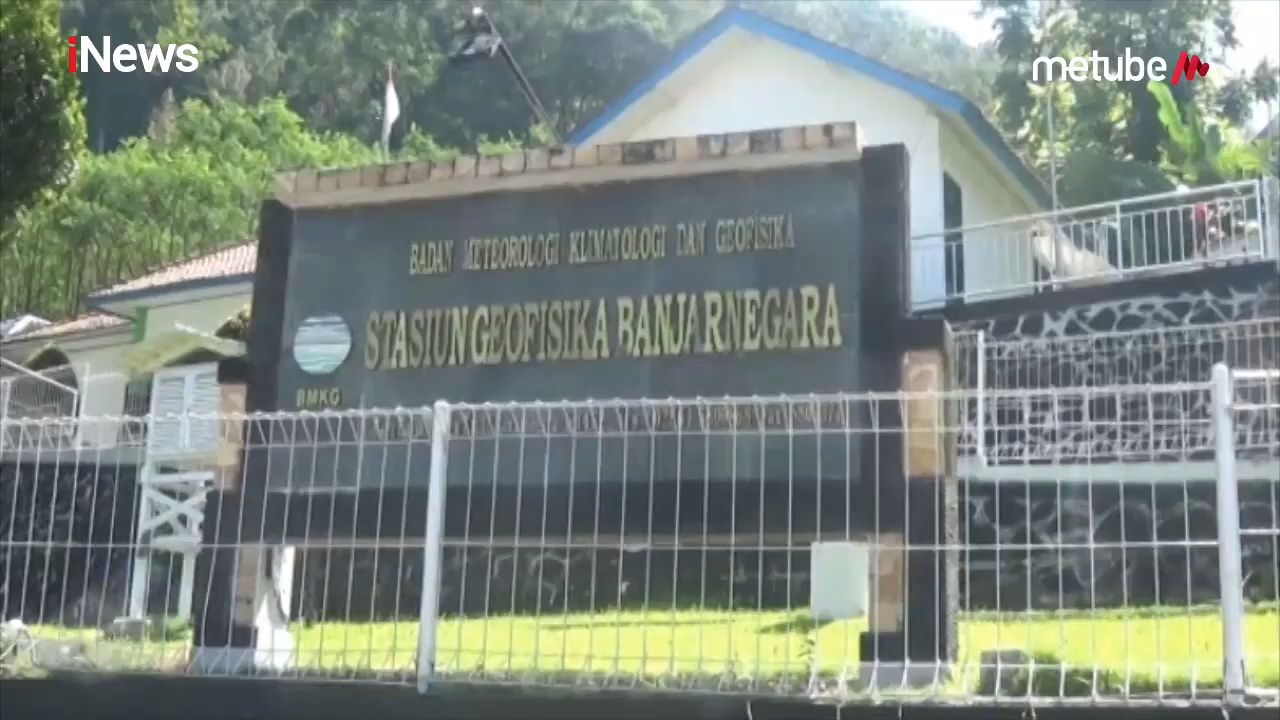 iNews
metube
BADAN METEOROLOGI KLIMATOLOGI DAN GEOFISIKA
STASIUN GEOFISIKA BANJARNEGARA
BMKG